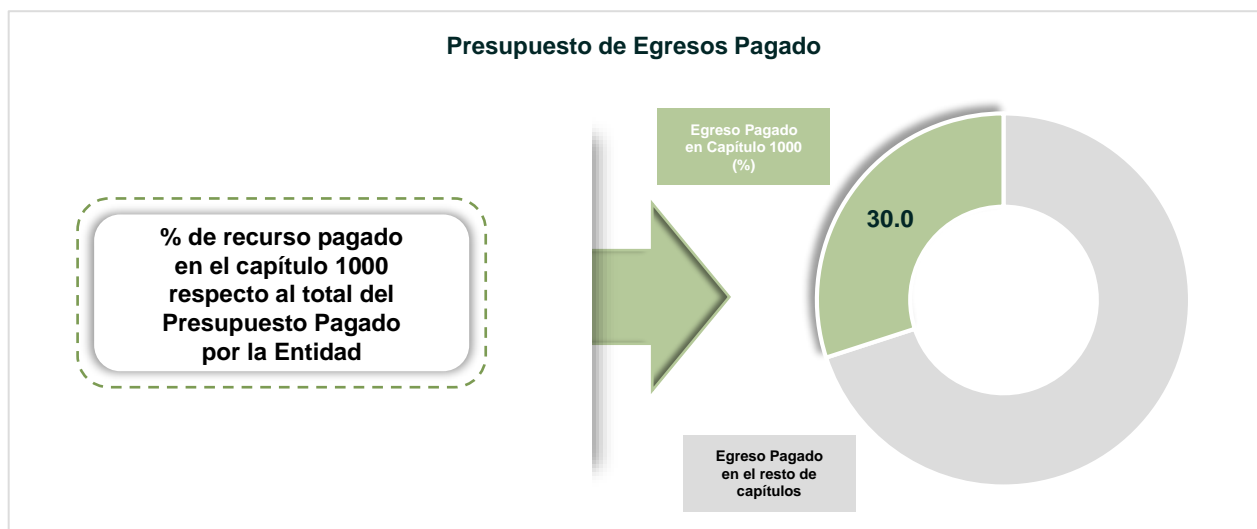 Presupuesto de Egresos Pagado
% de recurso pagado
en el capítulo 1000
respecto al total del
Presupuesto Pagado
por la Entidad
Egreso Pagado
en Capítulo 1000
(%)
30.0
Egreso Pagado
en el resto de
capítulos